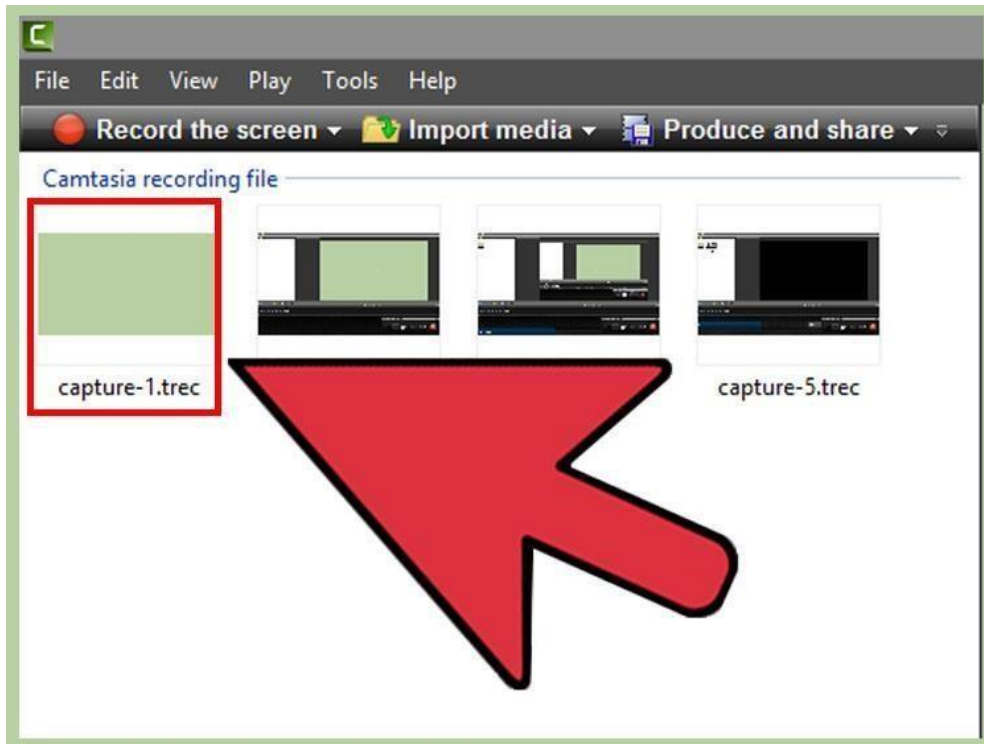 File Edit View Play Tools Help
Record the screen Import media Produce and share
Camtasia recording file
capture-1.trec capture-5.trec